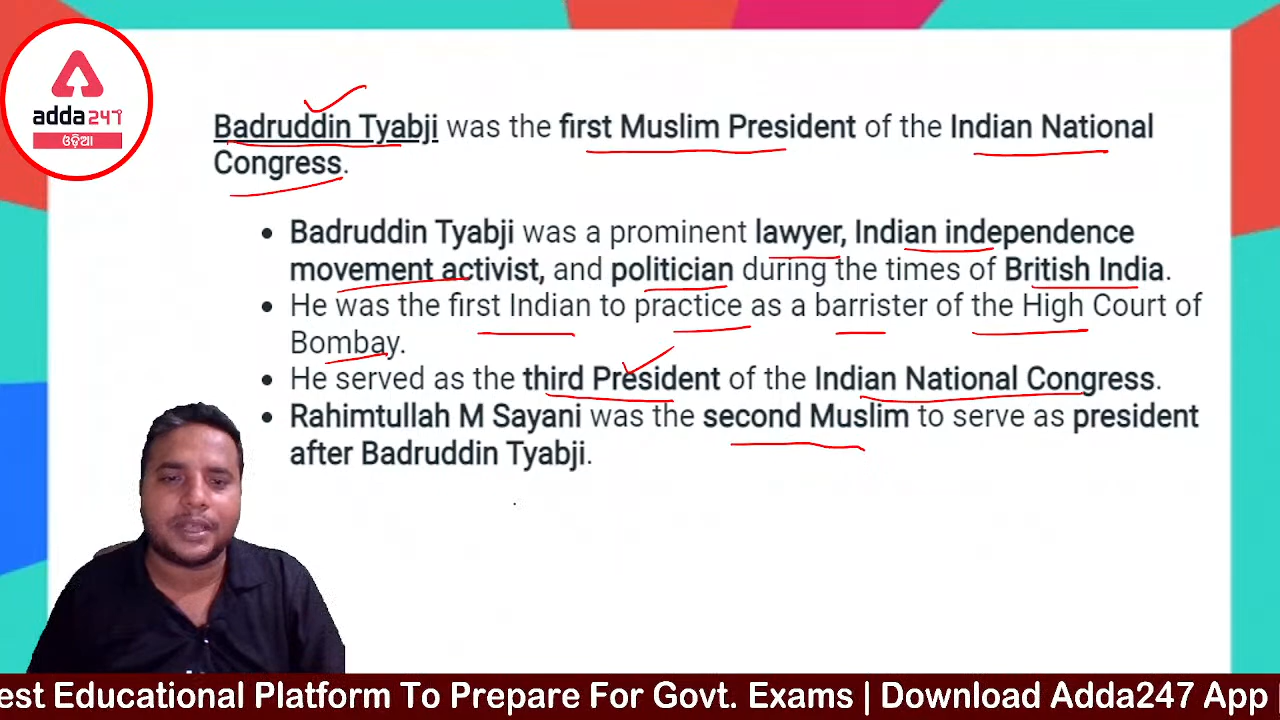 adda247
ଓଡ଼ିଆ
Badruddin Tyabji was the first Muslim President of the Indian National
Congress.
• Badruddin Tyabji was a prominent lawyer, Indian independence
movement activist, and politician during the times of British India.
• He was the first Indian to practice as a barrister of the High Court of
Bombay.
• He served as the third President of the Indian National Congress.
• Rahimtullah M Sayani was the second Muslim to serve as president
after Badruddin Tyabji.
est Educational Platform To Prepare For Govt. Exams | Download Adda247 App |